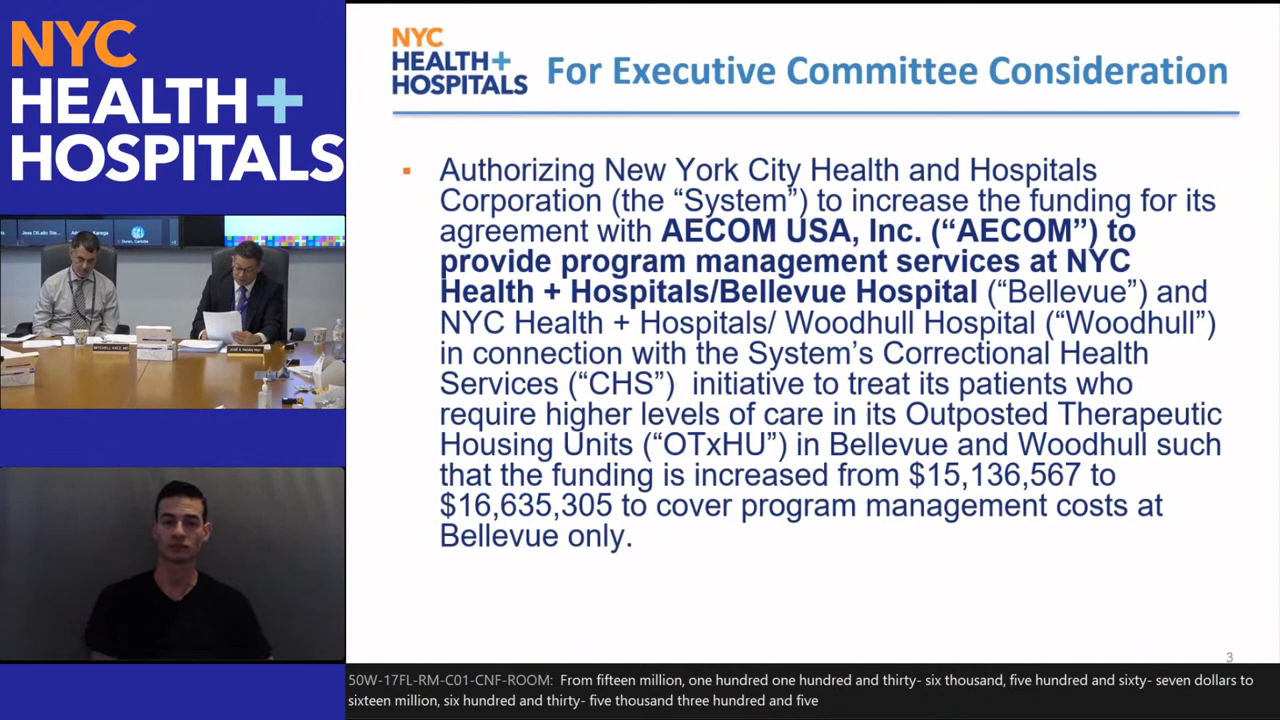 NYC
HEALTH+
HOSPITALS
NYC
HEALTH+
HOSPITALS
For Executive Committee Consideration
Authorizing New York City Health and Hospitals
Corporation (the “System”) to increase the funding for its
agreement with AECOM USA, Inc. (“AECOM”) to
provide program management services at NYC
Health + Hospitals/Bellevue Hospital (“Bellevue”) and
NYC Health + Hospitals/ Woodhull Hospital (“Woodhull”)
in connection with the System’s Correctional Health
Services (“CHS”) initiative to treat its patients who
require higher levels of care in its Outposted Therapeutic
Housing Units (“OTxHU”) in Bellevue and Woodhull such
that the funding is increased from $15,136,567 to
$16,635,305 to cover program management costs at
Bellevue only.
3
50W-17FL-RM-C01-CNF-ROOM: From fifteen million, one hundred one hundred and thirty- six thousand, five hundred and sixty- seven dollars to
sixteen million, six hundred and thirty- five thousand three hundred and five